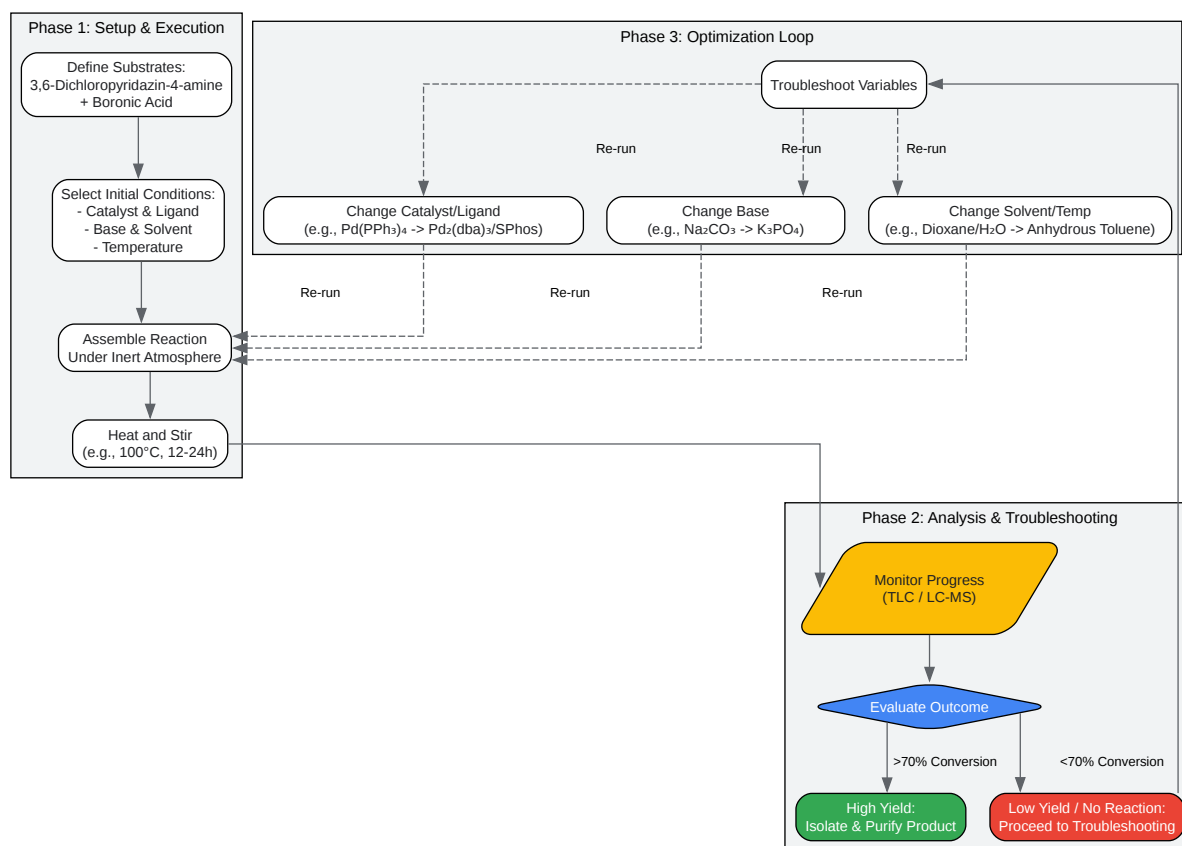 Phase 1: Setup & Execution
Define Substrates:
3,6-Dichloropyridazin-4-amine
+ Boronic Acid
Select Initial Conditions:
- Catalyst & Ligand
- Base & Solvent
- Temperature
Assemble Reaction
Under Inert Atmosphere
Heat and Stir
(e.g., 100°C, 12-24h)
Phase 3: Optimization Loop
Troubleshoot Variables
Re-run
Re-run
Re-run
Change Catalyst/Ligand
(e.g., Pd(PPh₃)₄ -> Pd₂(dba)₃/SPhos)
Change Base
(e.g., Na₂CO₃ -> K₃PO₄)
Change Solvent/Temp
(e.g., Dioxane/H₂O -> Anhydrous Toluene)
Re-run
Re-run
Re-run
Phase 2: Analysis & Troubleshooting
Monitor Progress
(TLC / LC-MS)
Evaluate Outcome
>70% Conversion
<70% Conversion
High Yield:
Isolate & Purify Product
Low Yield / No Reaction:
Proceed to Troubleshooting